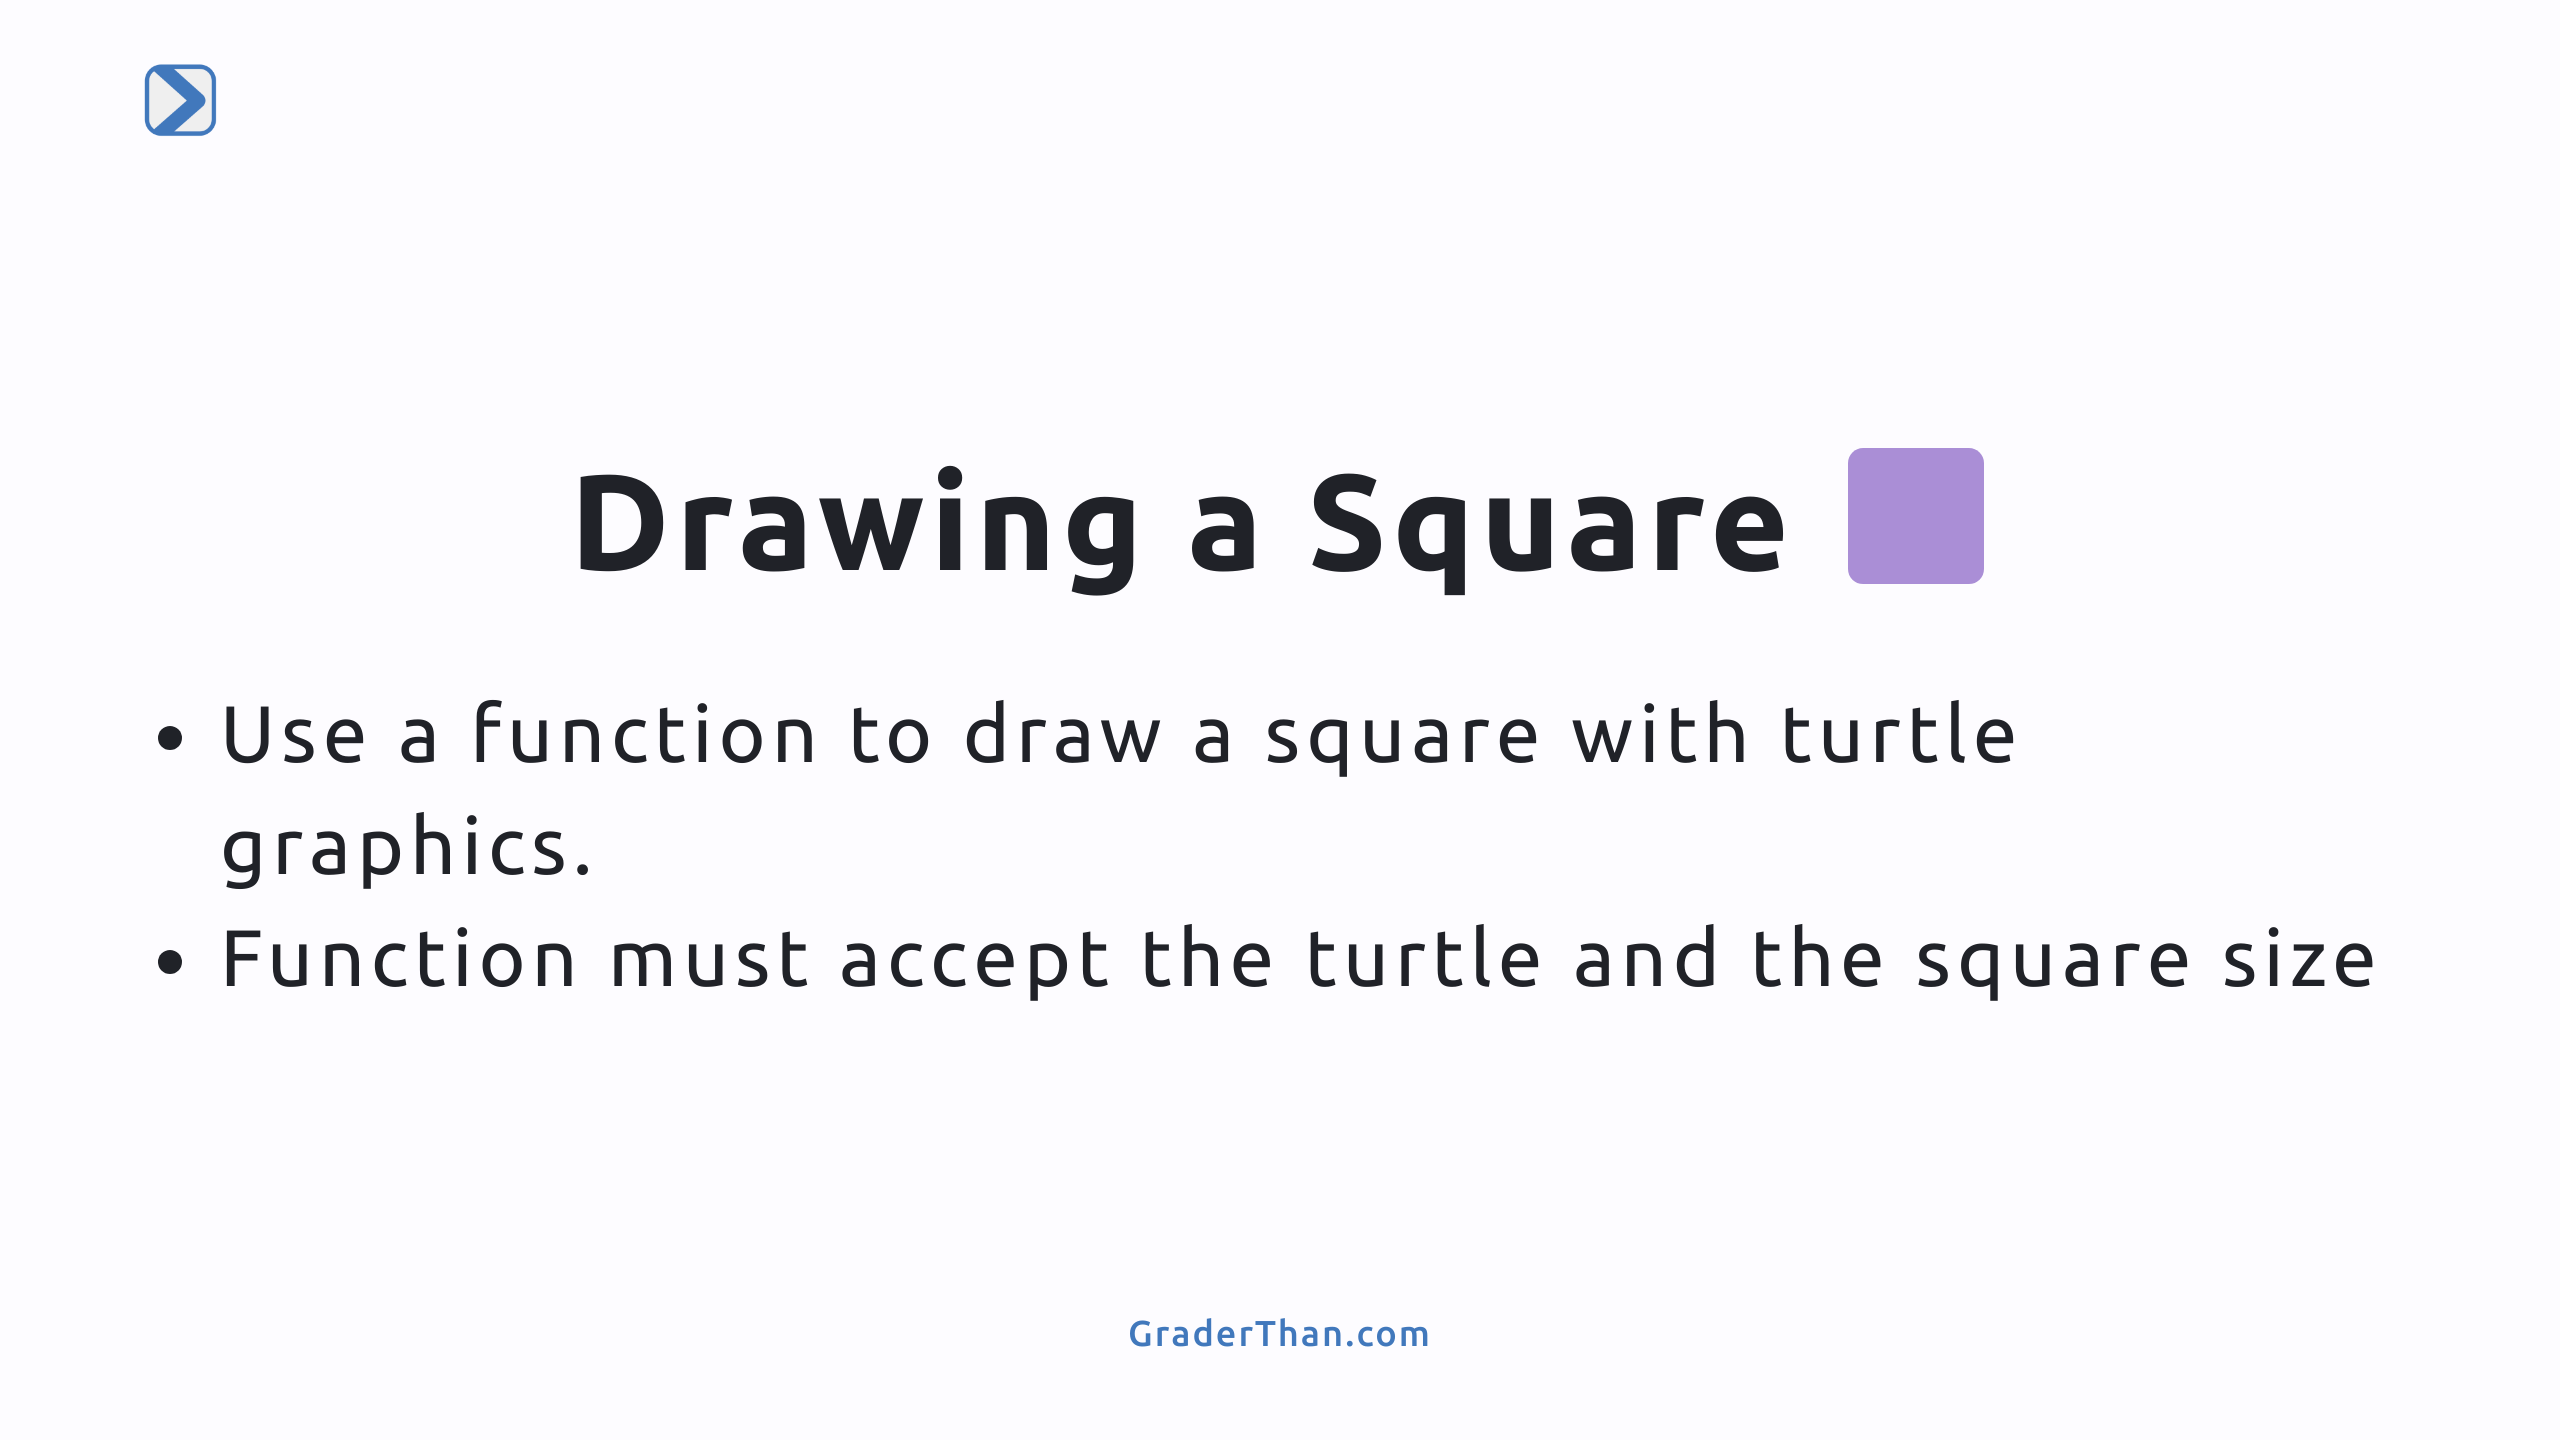 Drawing a Square
• Use a function to draw a square with turtle
graphics.
• Function must accept the turtle and the square size
GraderThan.com